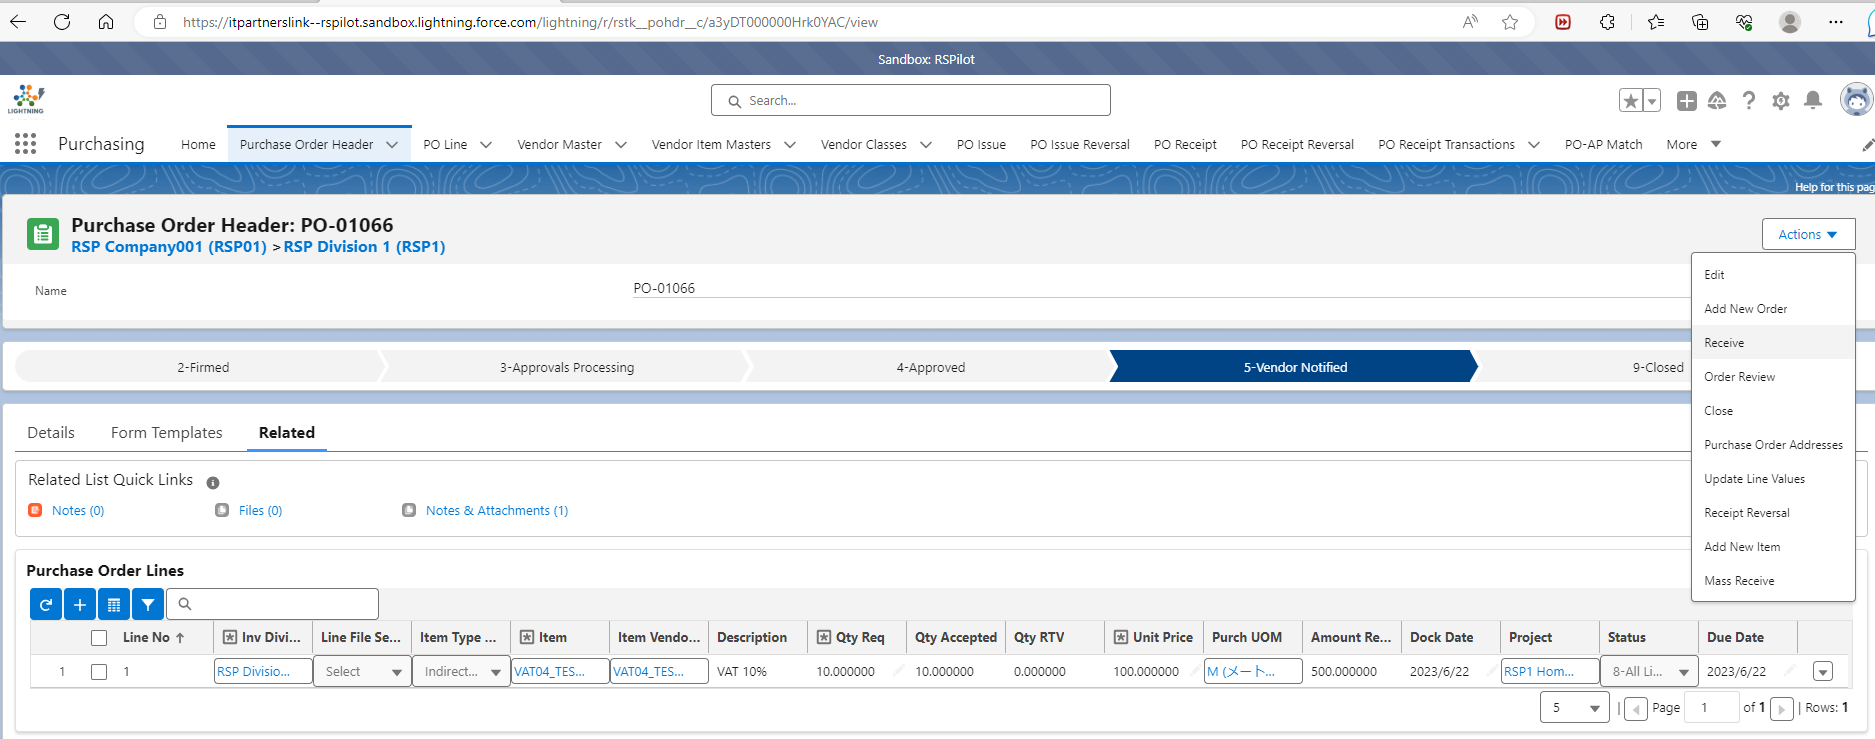 https://itpartnerslink--rspilot.sandbox.lightning.force.com/lightning/r/rstk__pohdr__c/a3yDT000000Hrk0YAC/view
Sandbox: RSPilot
LIGHTNING
Search...
Purchasing
Home
Purchase Order Header
PO Line
Vendor Master
Vendor Item Masters
Vendor Classes
PO Issue
PO Issue Reversal
PO Receipt
PO Receipt Reversal
PO Receipt Transactions
PO-AP Match
More
Help for this pag
Purchase Order Header: PO-01066
RSP Company001 (RSP01) > RSP Division 1 (RSP1)
Actions
Name
PO-01066
Edit
Add New Order
Receive
Order Review
Close
Purchase Order Addresses
Update Line Values
Receipt Reversal
Add New Item
Mass Receive
2-Firmed
3-Approvals Processing
4-Approved
5-Vendor Notified
9-Closed
Details
Form Templates
Related
Related List Quick Links
Notes (0)
Files (0)
Notes & Attachments (1)
Purchase Order Lines
Line No
Inv Divi...
Line File Se...
Item Type ...
Item
Item Vendo...
Description
Qty Req
Qty Accepted
Qty RTV
Unit Price
Purch UOM
Amount Re...
Dock Date
Project
Status
Due Date
1
1
RSP Divisio...
Select
Indirect...
VAT04_TES...
VAT04_TES...
VAT 10%
10.000000
10.000000
0.000000
100.000000
M (メート...
500.000000
2023/6/22
RSP1 Hom...
8-All Li...
2023/6/22
5
Page
1
of 1
Rows: 1